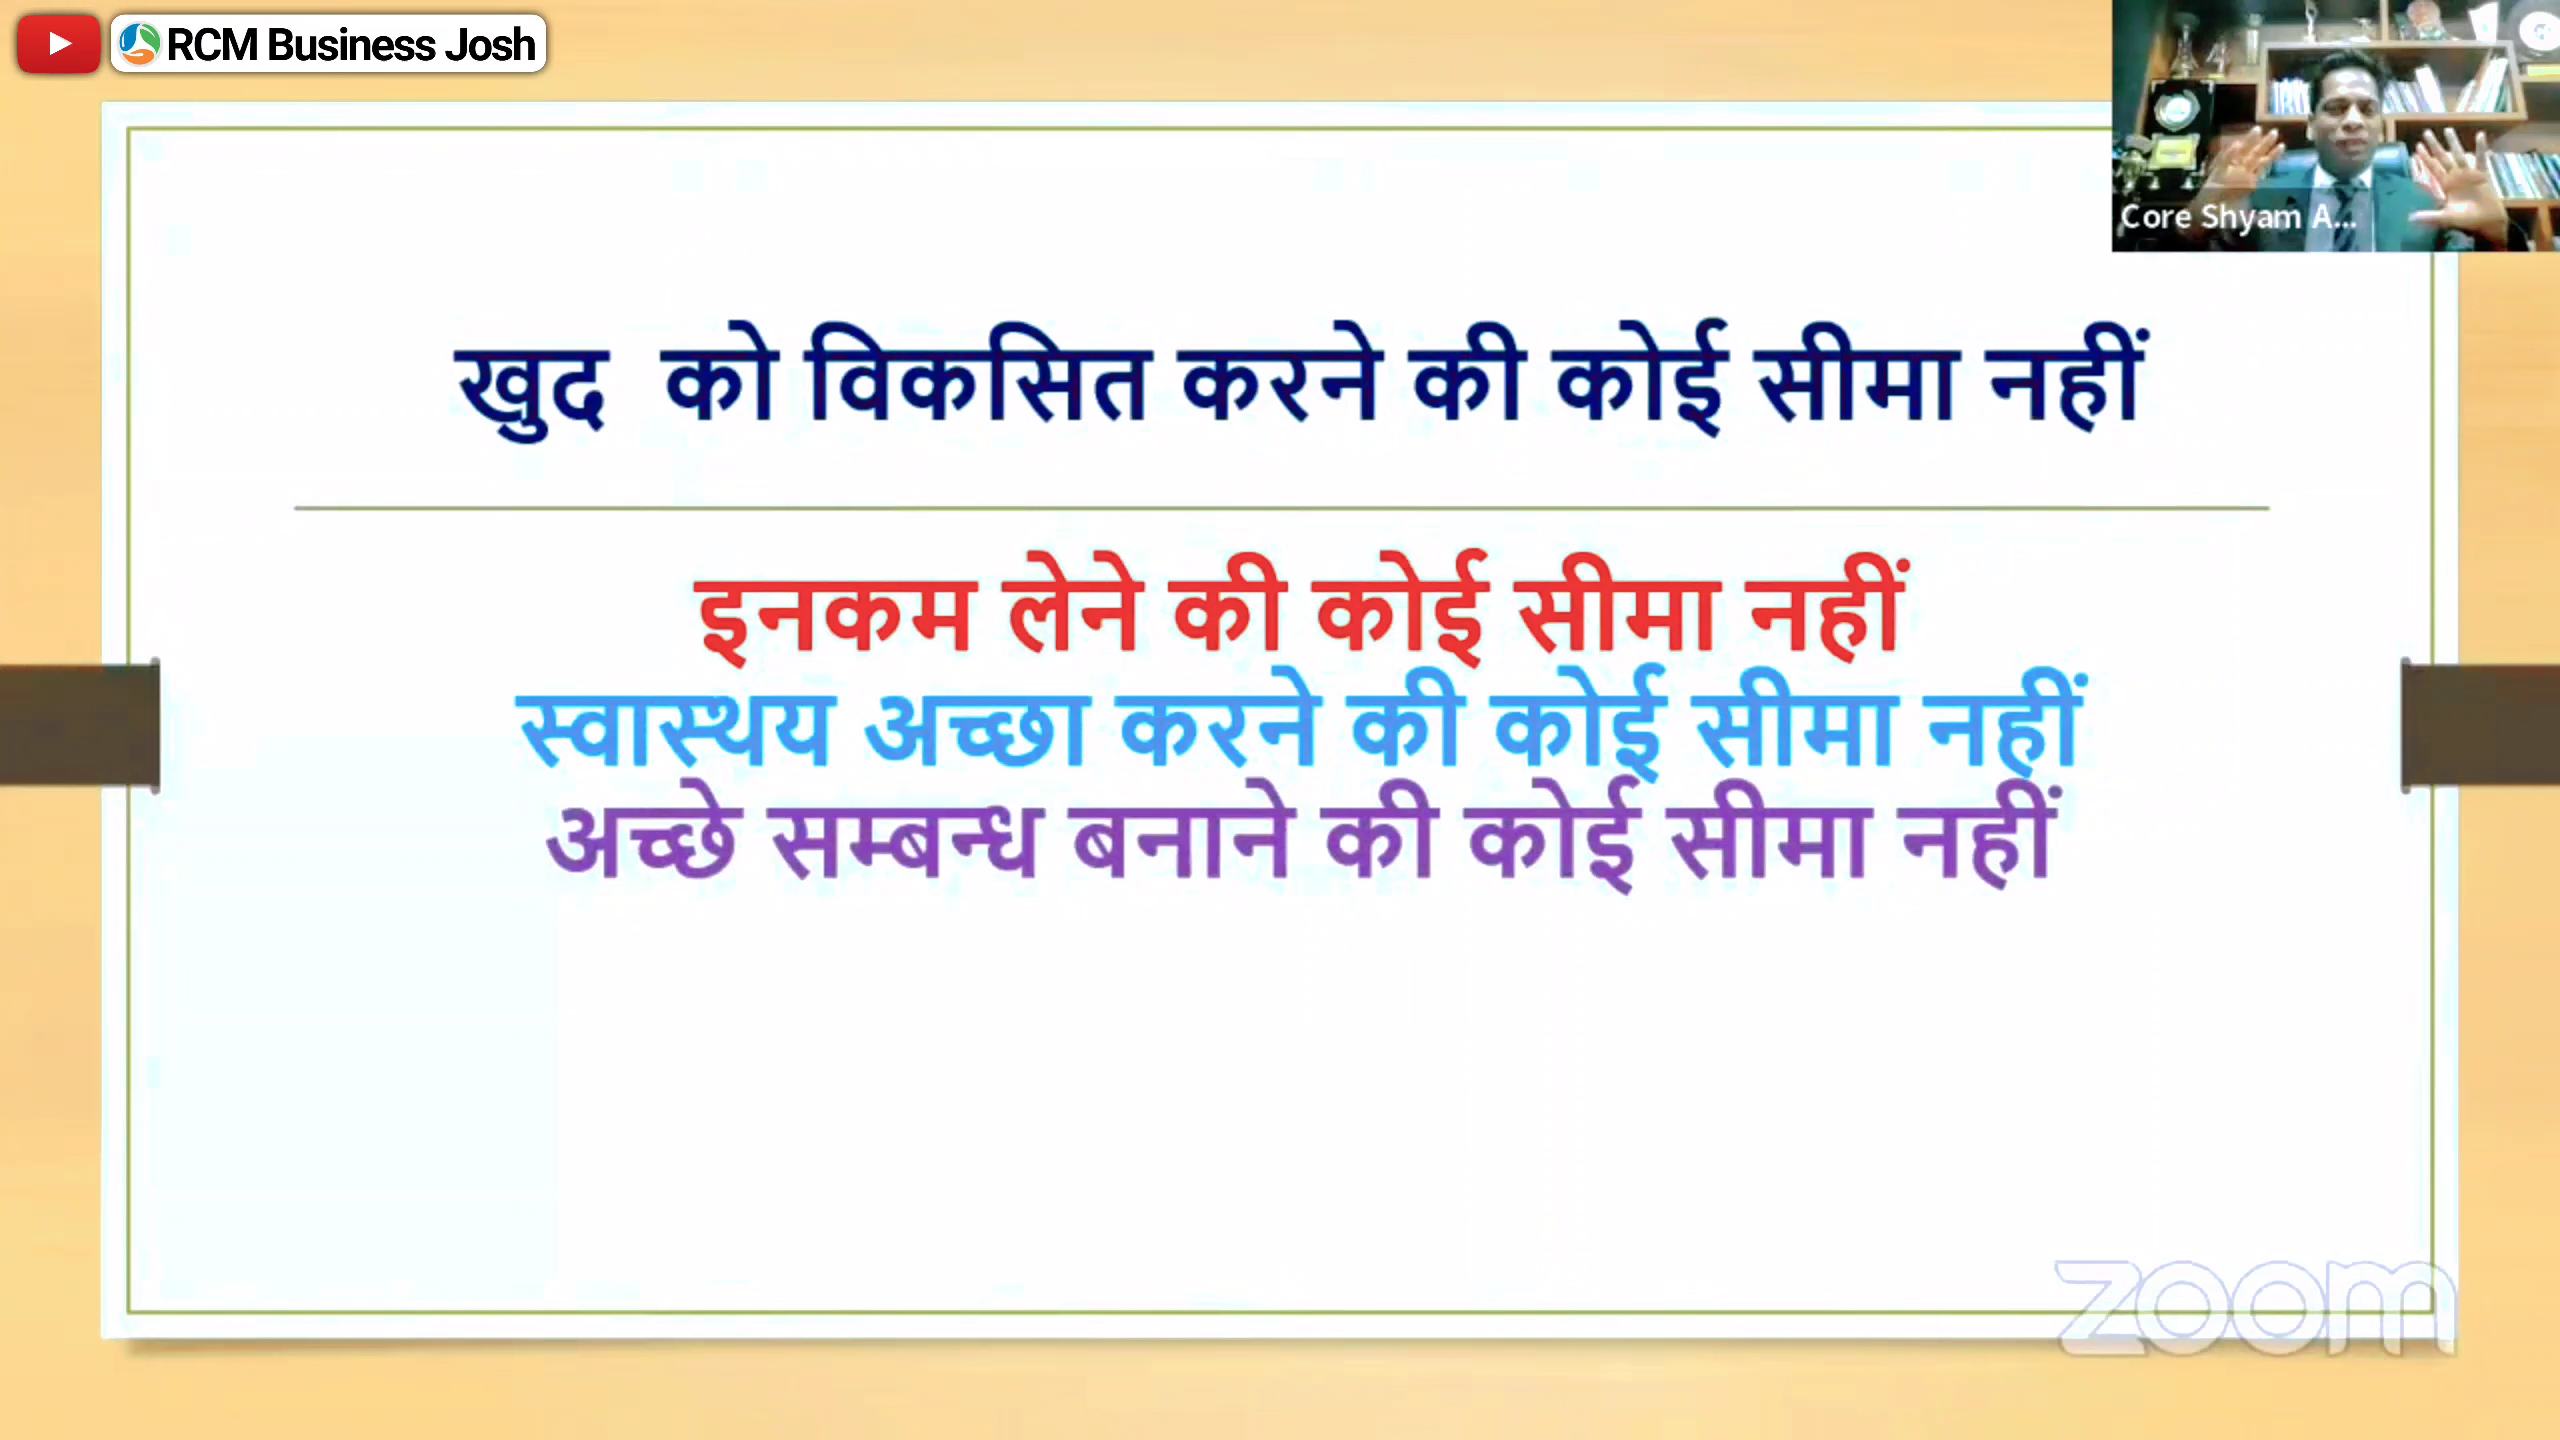 RCM Business Josh
Core Shyam A...
खुद को विकसित करने की कोई सीमा नहीं
इनकम लेने की कोई सीमा नहीं
स्वास्थय अच्छा करने की कोई सीमा नहीं
अच्छे सम्बन्ध बनाने की कोई सीमा नहीं
zoom